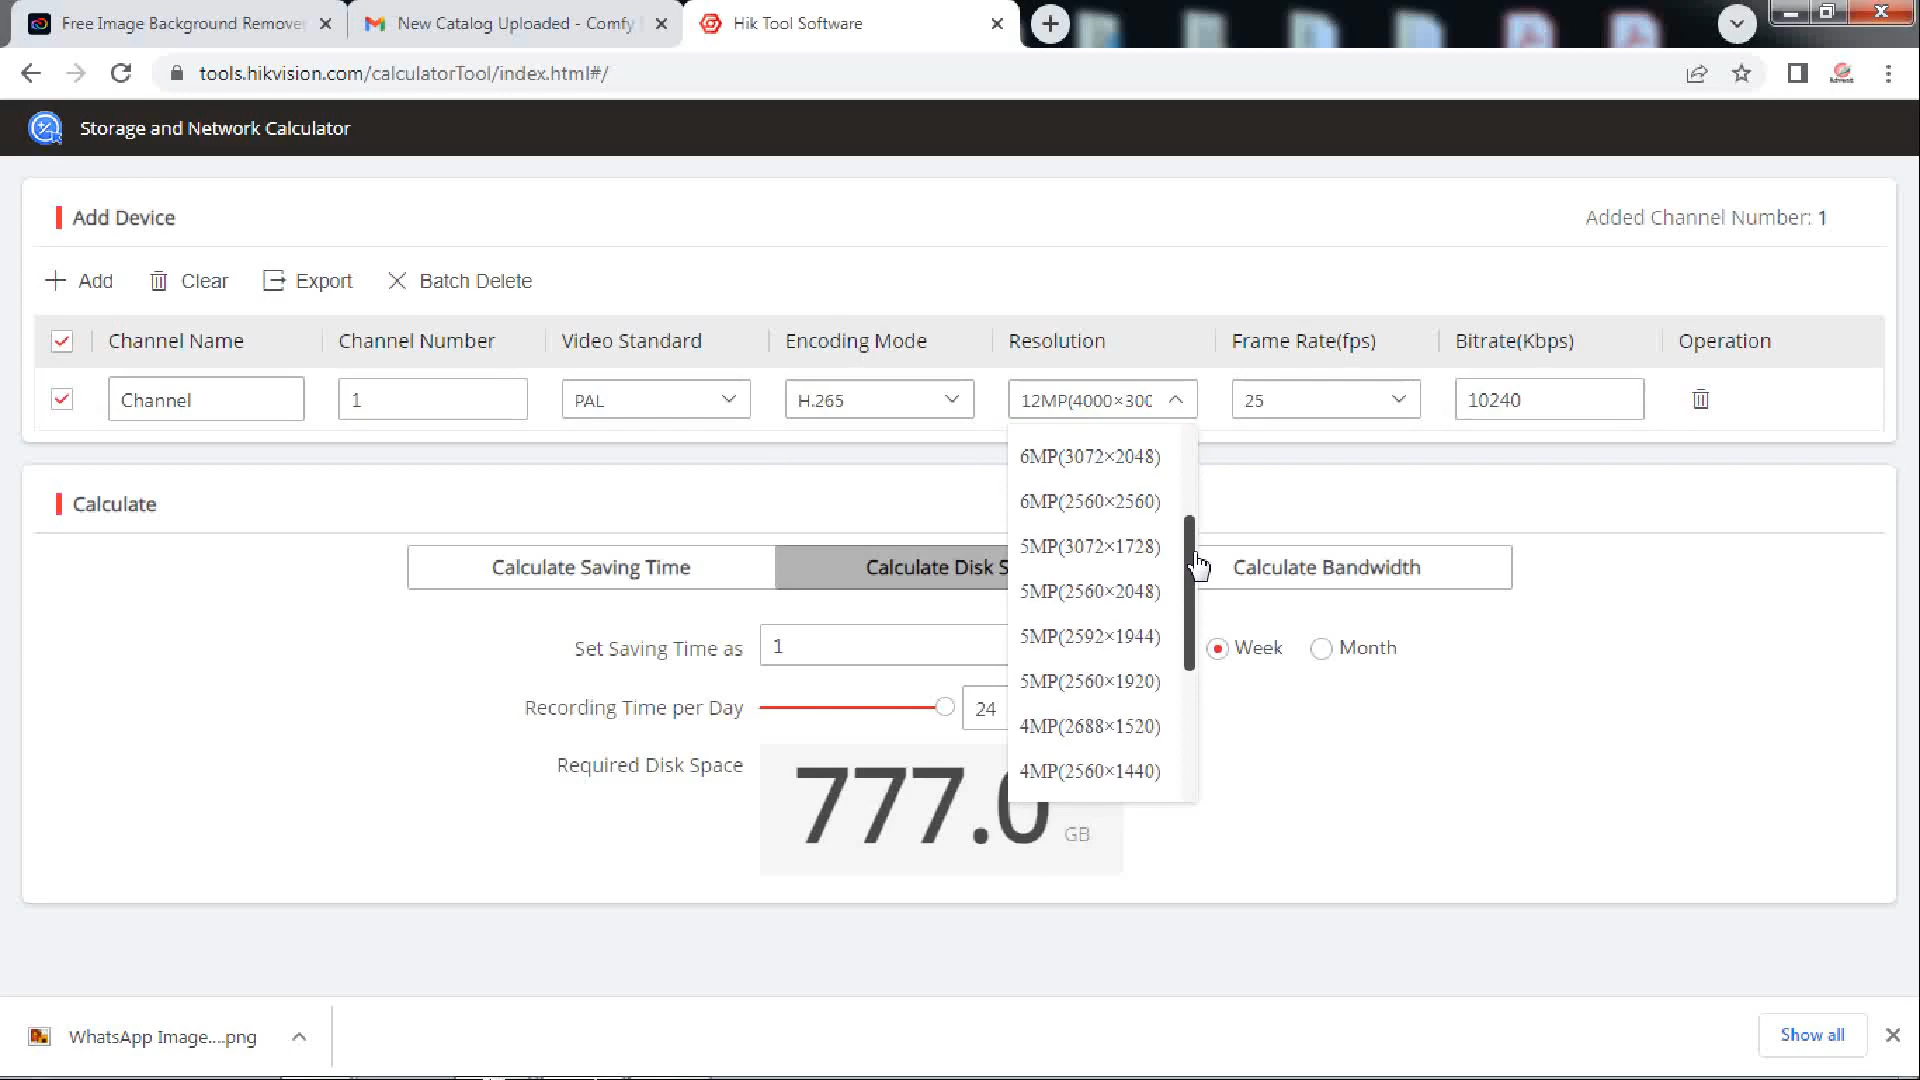 Free Image Background Remove
New Catalog Uploaded - Comfy
Hik Tool Software
tools.hikvision.com/calculatorTool/index.html#/
Storage and Network Calculator
Add Device
Added Channel Number: 1
Add
Clear
Export
Batch Delete
Channel Name
Channel Number
Video Standard
Encoding Mode
Resolution
Frame Rate(fps)
Bitrate(Kbps)
Operation
Channel
1
PAL
H.265
12MP(4000×300
25
10240
6MP(3072×2048)
6MP(2560×2560)
5MP(3072×1728)
5MP(2560×2048)
5MP(2592×1944)
5MP(2560×1920)
4MP(2688×1520)
4MP(2560×1440)
Calculate
Calculate Saving Time
Calculate Disk S
Calculate Bandwidth
Set Saving Time as
1
Week
Month
Recording Time per Day
24
Required Disk Space
777.0
GB
WhatsApp Image....png
Show all